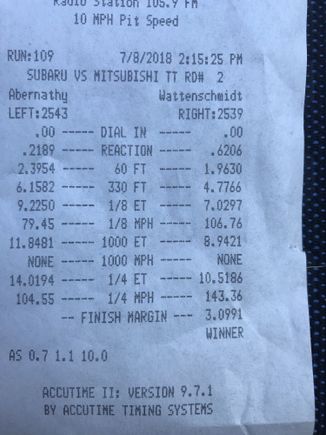 Radio Station 105.9 FM
10 MPH Pit Speed
RUN:109 7/8/2018 2:15:25 PM
SUBARU VS MITSUBISHI TT RD# 2
Abernathy Wattenschmidt
LEFT:2543 RIGHT:2539
.00 ----- DIAL IN ----- .00
.2189 ----- REACTION ----- .6206
2.3954 ----- 60 FT ----- 1.9630
6.1582 ----- 330 FT ----- 4.7766
9.2250 ----- 1/8 ET ----- 7.0297
79.45 ----- 1/8 MPH ----- 106.76
11.8481 ----- 1000 ET ----- 8.9421
NONE ----- 1000 MPH ----- NONE
14.0194 ----- 1/4 ET ----- 10.5186
104.55 ----- 1/4 MPH ----- 143.36
-- FINISH MARGIN --- 3.0991
WINNER
AS 0.7 1.1 10.0
ACCUTIME II: VERSION 9.7.1
BY ACCUTIME TIMING SYSTEMS